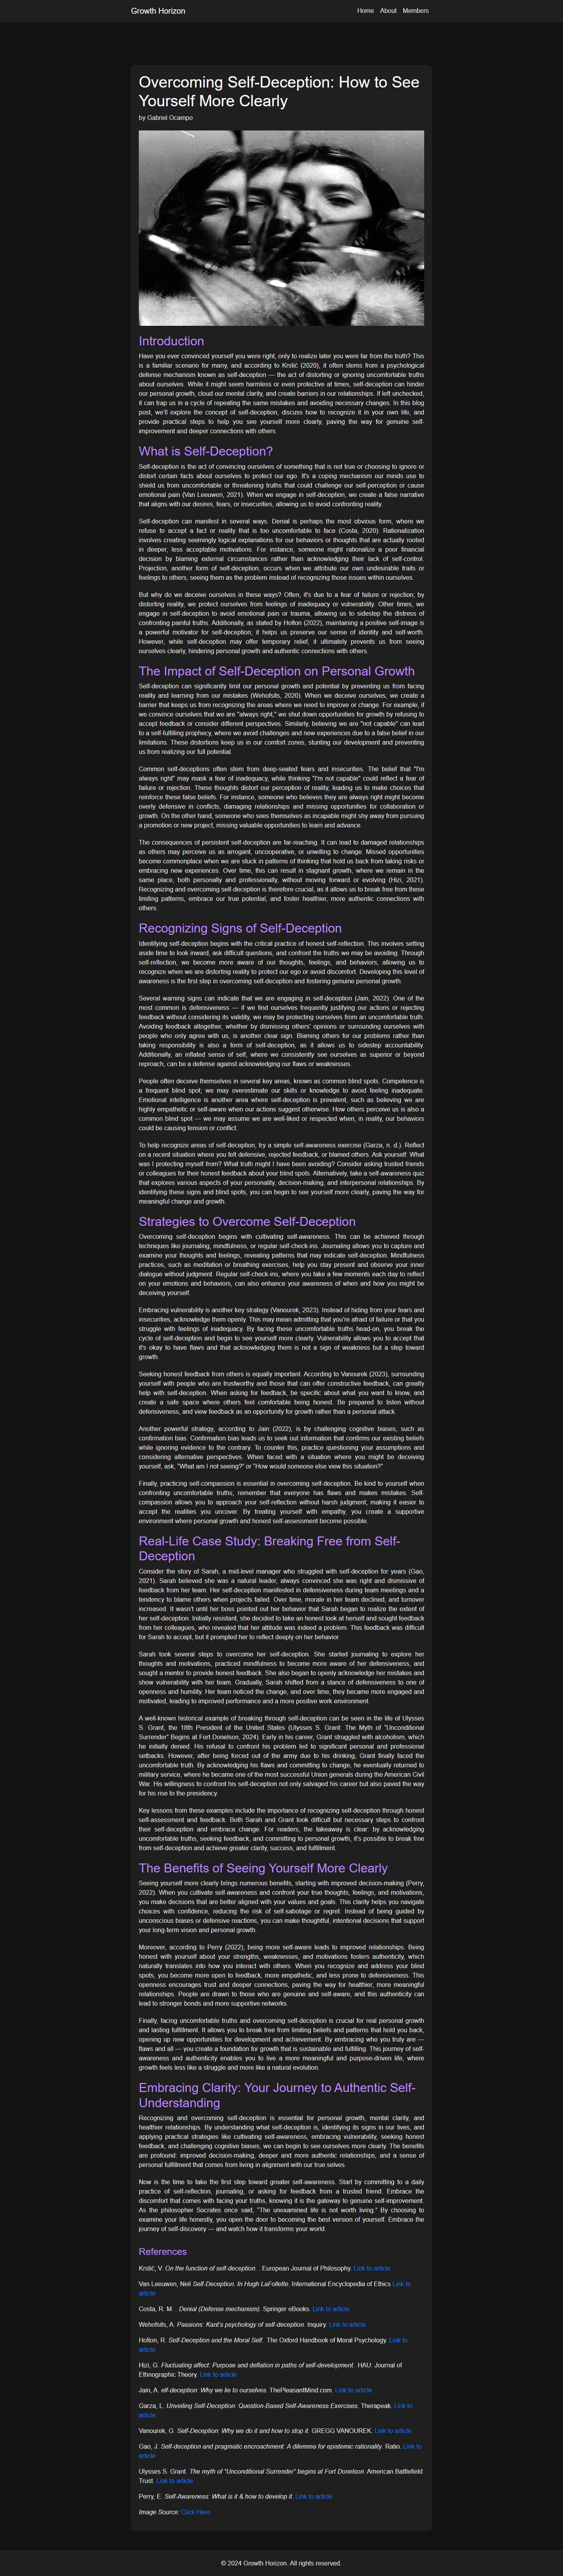 Growth Horizon
Home About Members
Overcoming Self-Deception: How to See
Yourself More Clearly
by Gabriel Ocampo
Introduction
Have you ever convinced yourself you were right, only to realize later you were far from the truth? This
is a familiar scenario for many, and according to Krstić (2020), it often stems from a psychological
defense mechanism known as self-deception — the act of distorting or ignoring uncomfortable truths
about ourselves. While it might seem harmless or even protective at times, self-deception can hinder
our personal growth, cloud our mental clarity, and create barriers in our relationships. If left unchecked,
it can trap us in a cycle of repeating the same mistakes and avoiding necessary changes. In this blog
post, we'll explore the concept of self-deception, discuss how to recognize it in your own life, and
provide practical steps to help you see yourself more clearly, paving the way for genuine self-
improvement and deeper connections with others.
What is Self-Deception?
Self-deception is the act of convincing ourselves of something that is not true or choosing to ignore or
distort certain facts about ourselves to protect our ego. It's a coping mechanism our minds use to
shield us from uncomfortable or threatening truths that could challenge our self-perception or cause
emotional pain (Van Leeuwen, 2021). When we engage in self-deception, we create a false narrative
that aligns with our desires, fears, or insecurities, allowing us to avoid confronting reality.
Self-deception can manifest in several ways. Denial is perhaps the most obvious form, where we
refuse to accept a fact or reality that is too uncomfortable to face (Costa, 2020). Rationalization
involves creating seemingly logical explanations for our behaviors or thoughts that are actually rooted
in deeper, less acceptable motivations. For instance, someone might rationalize a poor financial
decision by blaming external circumstances rather than acknowledging their lack of self-control.
Projection, another form of self-deception, occurs when we attribute our own undesirable traits or
feelings to others, seeing them as the problem instead of recognizing those issues within ourselves.
But why do we deceive ourselves in these ways? Often, it's due to a fear of failure or rejection; by
distorting reality, we protect ourselves from feelings of inadequacy or vulnerability. Other times, we
engage in self-deception to avoid emotional pain or trauma, allowing us to sidestep the distress of
confronting painful truths. Additionally, as stated by Holton (2022), maintaining a positive self-image is
a powerful motivator for self-deception; it helps us preserve our sense of identity and self-worth.
However, while self-deception may offer temporary relief, it ultimately prevents us from seeing
ourselves clearly, hindering personal growth and authentic connections with others.
The Impact of Self-Deception on Personal Growth
Self-deception can significantly limit our personal growth and potential by preventing us from facing
reality and learning from our mistakes (Wehofsits, 2020). When we deceive ourselves, we create a
barrier that keeps us from recognizing the areas where we need to improve or change. For example, if
we convince ourselves that we are "always right," we shut down opportunities for growth by refusing to
accept feedback or consider different perspectives. Similarly, believing we are "not capable" can lead
to a self-fulfilling prophecy, where we avoid challenges and new experiences due to a false belief in our
limitations. These distortions keep us in our comfort zones, stunting our development and preventing
us from realizing our full potential.
Common self-deceptions often stem from deep-seated fears and insecurities. The belief that "I'm
always right" may mask a fear of inadequacy, while thinking "I'm not capable" could reflect a fear of
failure or rejection. These thoughts distort our perception of reality, leading us to make choices that
reinforce these false beliefs. For instance, someone who believes they are always right might become
overly defensive in conflicts, damaging relationships and missing opportunities for collaboration or
growth. On the other hand, someone who sees themselves as incapable might shy away from pursuing
a promotion or new project, missing valuable opportunities to learn and advance.
The consequences of persistent self-deception are far-reaching. It can lead to damaged relationships
as others may perceive us as arrogant, uncooperative, or unwilling to change. Missed opportunities
become commonplace when we are stuck in patterns of thinking that hold us back from taking risks or
embracing new experiences. Over time, this can result in stagnant growth, where we remain in the
same place, both personally and professionally, without moving forward or evolving (Hizi, 2021).
Recognizing and overcoming self-deception is therefore crucial, as it allows us to break free from these
limiting patterns, embrace our true potential, and foster healthier, more authentic connections with
others.
Recognizing Signs of Self-Deception
Identifying self-deception begins with the critical practice of honest self-reflection. This involves setting
aside time to look inward, ask difficult questions, and confront the truths we may be avoiding. Through
self-reflection, we become more aware of our thoughts, feelings, and behaviors, allowing us to
recognize when we are distorting reality to protect our ego or avoid discomfort. Developing this level of
awareness is the first step in overcoming self-deception and fostering genuine personal growth.
Several warning signs can indicate that we are engaging in self-deception (Jain, 2022). One of the
most common is defensiveness — if we find ourselves frequently justifying our actions or rejecting
feedback without considering its validity, we may be protecting ourselves from an uncomfortable truth.
Avoiding feedback altogether, whether by dismissing others' opinions or surrounding ourselves with
people who only agree with us, is another clear sign. Blaming others for our problems rather than
taking responsibility is also a form of self-deception, as it allows us to sidestep accountability.
Additionally, an inflated sense of self, where we consistently see ourselves as superior or beyond
reproach, can be a defense against acknowledging our flaws or weaknesses.
People often deceive themselves in several key areas, known as common blind spots. Competence is
a frequent blind spot; we may overestimate our skills or knowledge to avoid feeling inadequate.
Emotional intelligence is another area where self-deception is prevalent, such as believing we are
highly empathetic or self-aware when our actions suggest otherwise. How others perceive us is also a
common blind spot — we may assume we are well-liked or respected when, in reality, our behaviors
could be causing tension or conflict.
To help recognize areas of self-deception, try a simple self-awareness exercise (Garza, n. d.). Reflect
on a recent situation where you felt defensive, rejected feedback, or blamed others. Ask yourself: What
was I protecting myself from? What truth might I have been avoiding? Consider asking trusted friends
or colleagues for their honest feedback about your blind spots. Alternatively, take a self-awareness quiz
that explores various aspects of your personality, decision-making, and interpersonal relationships. By
identifying these signs and blind spots, you can begin to see yourself more clearly, paving the way for
meaningful change and growth.
Strategies to Overcome Self-Deception
Overcoming self-deception begins with cultivating self-awareness. This can be achieved through
techniques like journaling, mindfulness, or regular self-check-ins. Journaling allows you to capture and
examine your thoughts and feelings, revealing patterns that may indicate self-deception. Mindfulness
practices, such as meditation or breathing exercises, help you stay present and observe your inner
dialogue without judgment. Regular self-check-ins, where you take a few moments each day to reflect
on your emotions and behaviors, can also enhance your awareness of when and how you might be
deceiving yourself.
Embracing vulnerability is another key strategy (Vanourek, 2023). Instead of hiding from your fears and
insecurities, acknowledge them openly. This may mean admitting that you're afraid of failure or that you
struggle with feelings of inadequacy. By facing these uncomfortable truths head-on, you break the
cycle of self-deception and begin to see yourself more clearly. Vulnerability allows you to accept that
it's okay to have flaws and that acknowledging them is not a sign of weakness but a step toward
growth.
Seeking honest feedback from others is equally important. According to Vanourek (2023), surrounding
yourself with people who are trustworthy and those that can offer constructive feedback, can greatly
help with self-deception. When asking for feedback, be specific about what you want to know, and
create a safe space where others feel comfortable being honest. Be prepared to listen without
defensiveness, and view feedback as an opportunity for growth rather than a personal attack.
Another powerful strategy, according to Jain (2022), is by challenging cognitive biases, such as
confirmation bias. Confirmation bias leads us to seek out information that confirms our existing beliefs
while ignoring evidence to the contrary. To counter this, practice questioning your assumptions and
considering alternative perspectives. When faced with a situation where you might be deceiving
yourself, ask, "What am I not seeing?" or "How would someone else view this situation?"
Finally, practicing self-compassion is essential in overcoming self-deception. Be kind to yourself when
confronting uncomfortable truths; remember that everyone has flaws and makes mistakes. Self-
compassion allows you to approach your self-reflection without harsh judgment, making it easier to
accept the realities you uncover. By treating yourself with empathy, you create a supportive
environment where personal growth and honest self-assessment become possible.
Real-Life Case Study: Breaking Free from Self-
Deception
Consider the story of Sarah, a mid-level manager who struggled with self-deception for years (Gao,
2021). Sarah believed she was a natural leader, always convinced she was right and dismissive of
feedback from her team. Her self-deception manifested in defensiveness during team meetings and a
tendency to blame others when projects failed. Over time, morale in her team declined, and turnover
increased. It wasn't until her boss pointed out her behavior that Sarah began to realize the extent of
her self-deception. Initially resistant, she decided to take an honest look at herself and sought feedback
from her colleagues, who revealed that her attitude was indeed a problem. This feedback was difficult
for Sarah to accept, but it prompted her to reflect deeply on her behavior.
Sarah took several steps to overcome her self-deception. She started journaling to explore her
thoughts and motivations, practiced mindfulness to become more aware of her defensiveness, and
sought a mentor to provide honest feedback. She also began to openly acknowledge her mistakes and
show vulnerability with her team. Gradually, Sarah shifted from a stance of defensiveness to one of
openness and humility. Her team noticed the change, and over time, they became more engaged and
motivated, leading to improved performance and a more positive work environment.
A well-known historical example of breaking through self-deception can be seen in the life of Ulysses
S. Grant, the 18th President of the United States (Ulysses S. Grant: The Myth of "Unconditional
Surrender" Begins at Fort Donelson, 2024). Early in his career, Grant struggled with alcoholism, which
he initially denied. His refusal to confront his problem led to significant personal and professional
setbacks. However, after being forced out of the army due to his drinking, Grant finally faced the
uncomfortable truth. By acknowledging his flaws and committing to change, he eventually returned to
military service, where he became one of the most successful Union generals during the American Civil
War. His willingness to confront his self-deception not only salvaged his career but also paved the way
for his rise to the presidency.
Key lessons from these examples include the importance of recognizing self-deception through honest
self-assessment and feedback. Both Sarah and Grant took difficult but necessary steps to confront
their self-deception and embrace change. For readers, the takeaway is clear: by acknowledging
uncomfortable truths, seeking feedback, and committing to personal growth, it's possible to break free
from self-deception and achieve greater clarity, success, and fulfillment.
The Benefits of Seeing Yourself More Clearly
Seeing yourself more clearly brings numerous benefits, starting with improved decision-making (Perry,
2022). When you cultivate self-awareness and confront your true thoughts, feelings, and motivations,
you make decisions that are better aligned with your values and goals. This clarity helps you navigate
choices with confidence, reducing the risk of self-sabotage or regret. Instead of being guided by
unconscious biases or defensive reactions, you can make thoughtful, intentional decisions that support
your long-term vision and personal growth.
Moreover, according to Perry (2022), being more self-aware leads to improved relationships. Being
honest with yourself about your strengths, weaknesses, and motivations fosters authenticity, which
naturally translates into how you interact with others. When you recognize and address your blind
spots, you become more open to feedback, more empathetic, and less prone to defensiveness. This
openness encourages trust and deeper connections, paving the way for healthier, more meaningful
relationships. People are drawn to those who are genuine and self-aware, and this authenticity can
lead to stronger bonds and more supportive networks.
Finally, facing uncomfortable truths and overcoming self-deception is crucial for real personal growth
and lasting fulfillment. It allows you to break free from limiting beliefs and patterns that hold you back,
opening up new opportunities for development and achievement. By embracing who you truly are —
flaws and all — you create a foundation for growth that is sustainable and fulfilling. This journey of self-
awareness and authenticity enables you to live a more meaningful and purpose-driven life, where
growth feels less like a struggle and more like a natural evolution.
Embracing Clarity: Your Journey to Authentic Self-
Understanding
Recognizing and overcoming self-deception is essential for personal growth, mental clarity, and
healthier relationships. By understanding what self-deception is, identifying its signs in our lives, and
applying practical strategies like cultivating self-awareness, embracing vulnerability, seeking honest
feedback, and challenging cognitive biases, we can begin to see ourselves more clearly. The benefits
are profound: improved decision-making, deeper and more authentic relationships, and a sense of
personal fulfillment that comes from living in alignment with our true selves.
Now is the time to take the first step toward greater self-awareness. Start by committing to a daily
practice of self-reflection, journaling, or asking for feedback from a trusted friend. Embrace the
discomfort that comes with facing your truths, knowing it is the gateway to genuine self-improvement.
As the philosopher Socrates once said, "The unexamined life is not worth living." By choosing to
examine your life honestly, you open the door to becoming the best version of yourself. Embrace the
journey of self-discovery — and watch how it transforms your world.
References
Krstić, V. On the function of self-deception. . European Journal of Philosophy. Link to article
Van Leeuwen, Neil Self-Deception. In Hugh LaFollette. International Encyclopedia of Ethics Link to
article
Costa, R. M. . Denial (Defense mechanism). Springer eBooks. Link to article
Wehofsits, A. Passions: Kant's psychology of self-deception. Inquiry. Link to article
Holton, R. Self-Deception and the Moral Self. The Oxford Handbook of Moral Psychology. Link to
article
Hizi, G. Fluctuating affect: Purpose and deflation in paths of self-development. HAU: Journal of
Ethnographic Theory. Link to article
Jain, A. elf-deception: Why we lie to ourselves. ThePleasantMind.com. Link to article
Garza, L. Unveiling Self-Deception: Question-Based Self-Awareness Exercises. Therapeak. Link to
article
Vanourek, G. Self-Deception: Why we do it and how to stop it. GREGG VANOUREK. Link to article
Gao, J. Self-deception and pragmatic encroachment: A dilemma for epistemic rationality. Ratio. Link to
article
Ulysses S. Grant. The myth of "Unconditional Surrender" begins at Fort Donelson. American Battlefield
Trust. Link to article
Perry, E. Self-Awareness: What is it & how to develop it. Link to article
Image Source: Click Here
© 2024 Growth Horizon. All rights reserved.